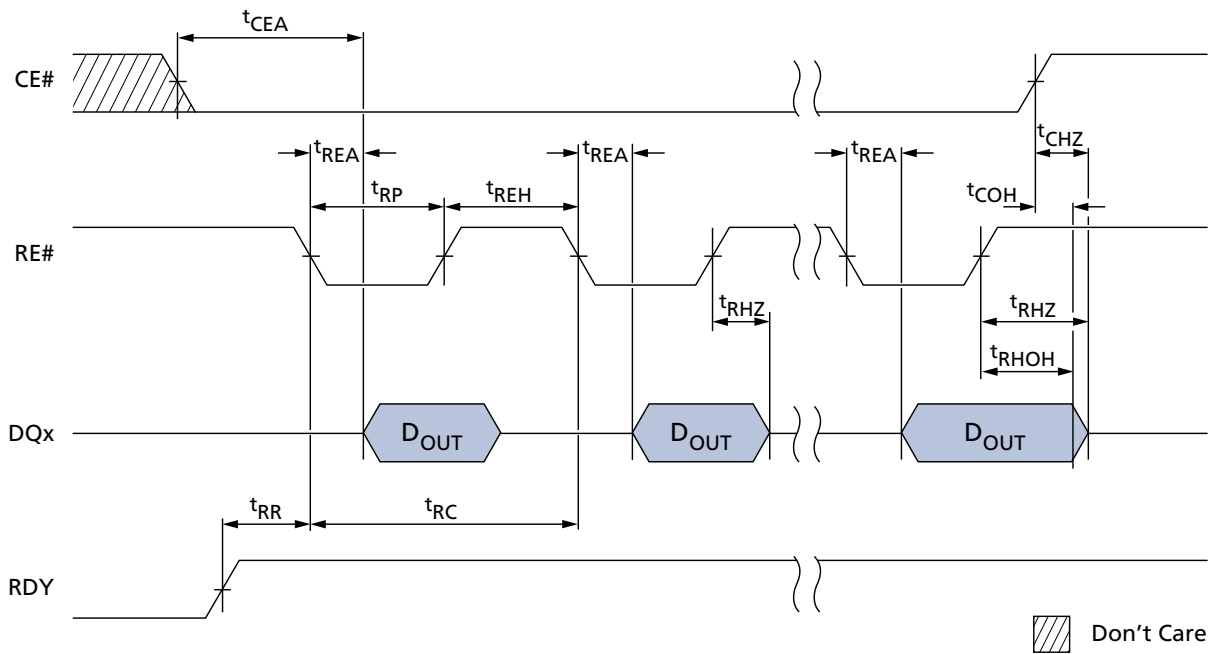 tCEA
CE#
tCHZ
tREA tREA tREA
tCOH
tRP tREH
RE#
tRHZ tRHZ
tRHOH
DQx DOUT DOUT DOUT
tRR tRC
RDY
Don't Care